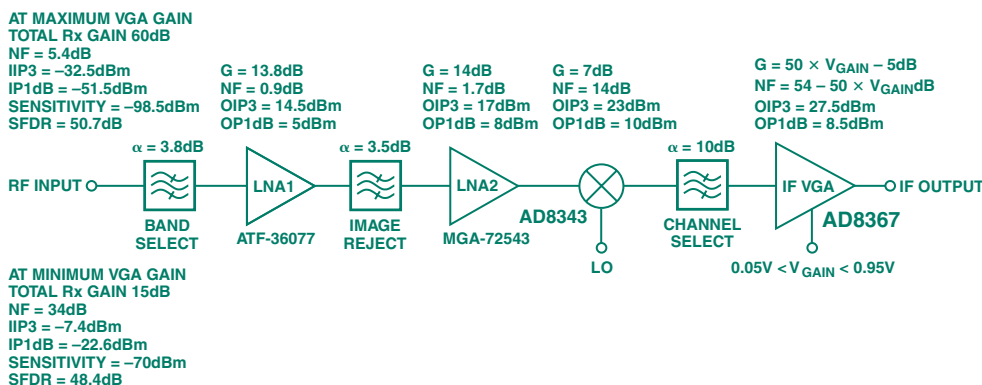 AT MAXIMUM VGA GAIN
TOTAL Rx GAIN 60dB
NF = 5.4dB
IIP3 = –32.5dBm
IP1dB = –51.5dBm
SENSITIVITY = –98.5dBm
SFDR = 50.7dB
G = 13.8dB
NF = 0.9dB
OIP3 = 14.5dBm
OP1dB = 5dBm
G = 14dB
NF = 1.7dB
OIP3 = 17dBm
OP1dB = 8dBm
G = 7dB
NF = 14dB
OIP3 = 23dBm
OP1dB = 10dBm
G = 50 × VGAIN – 5dB
NF = 54 – 50 × VGAINdB
OIP3 = 27.5dBm
OP1dB = 8.5dBm
α = 3.8dB
α = 3.5dB
α = 10dB
RF INPUT
LNA1
LNA2
IF VGA
IF OUTPUT
BAND
SELECT
ATF-36077
IMAGE
REJECT
MGA-72543
AD8343
LO
CHANNEL
SELECT
AD8367
0.05V < VGAIN < 0.95V
AT MINIMUM VGA GAIN
TOTAL Rx GAIN 15dB
NF = 34dB
IIP3 = –7.4dBm
IP1dB = –22.6dBm
SENSITIVITY = –70dBm
SFDR = 48.4dB